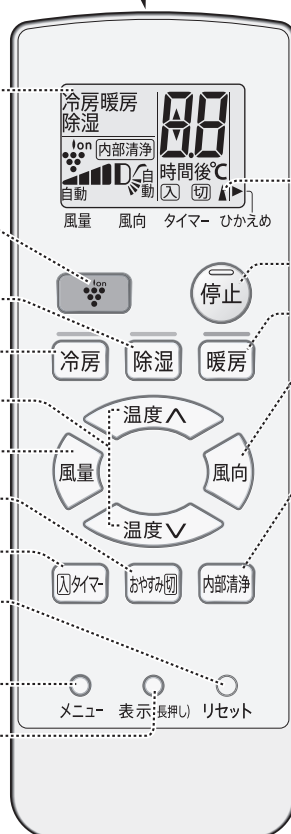 冷房暖房
除湿
88
ion
内部清浄
時間後℃
自動
自動
入 切
風量 風向 タイマー ひかえめ
ion
停止
冷房 除湿 暖房
温度
風量 風向
温度
入タイマー おやすみ切 内部清浄
メニュー 表示(長押し) リセット